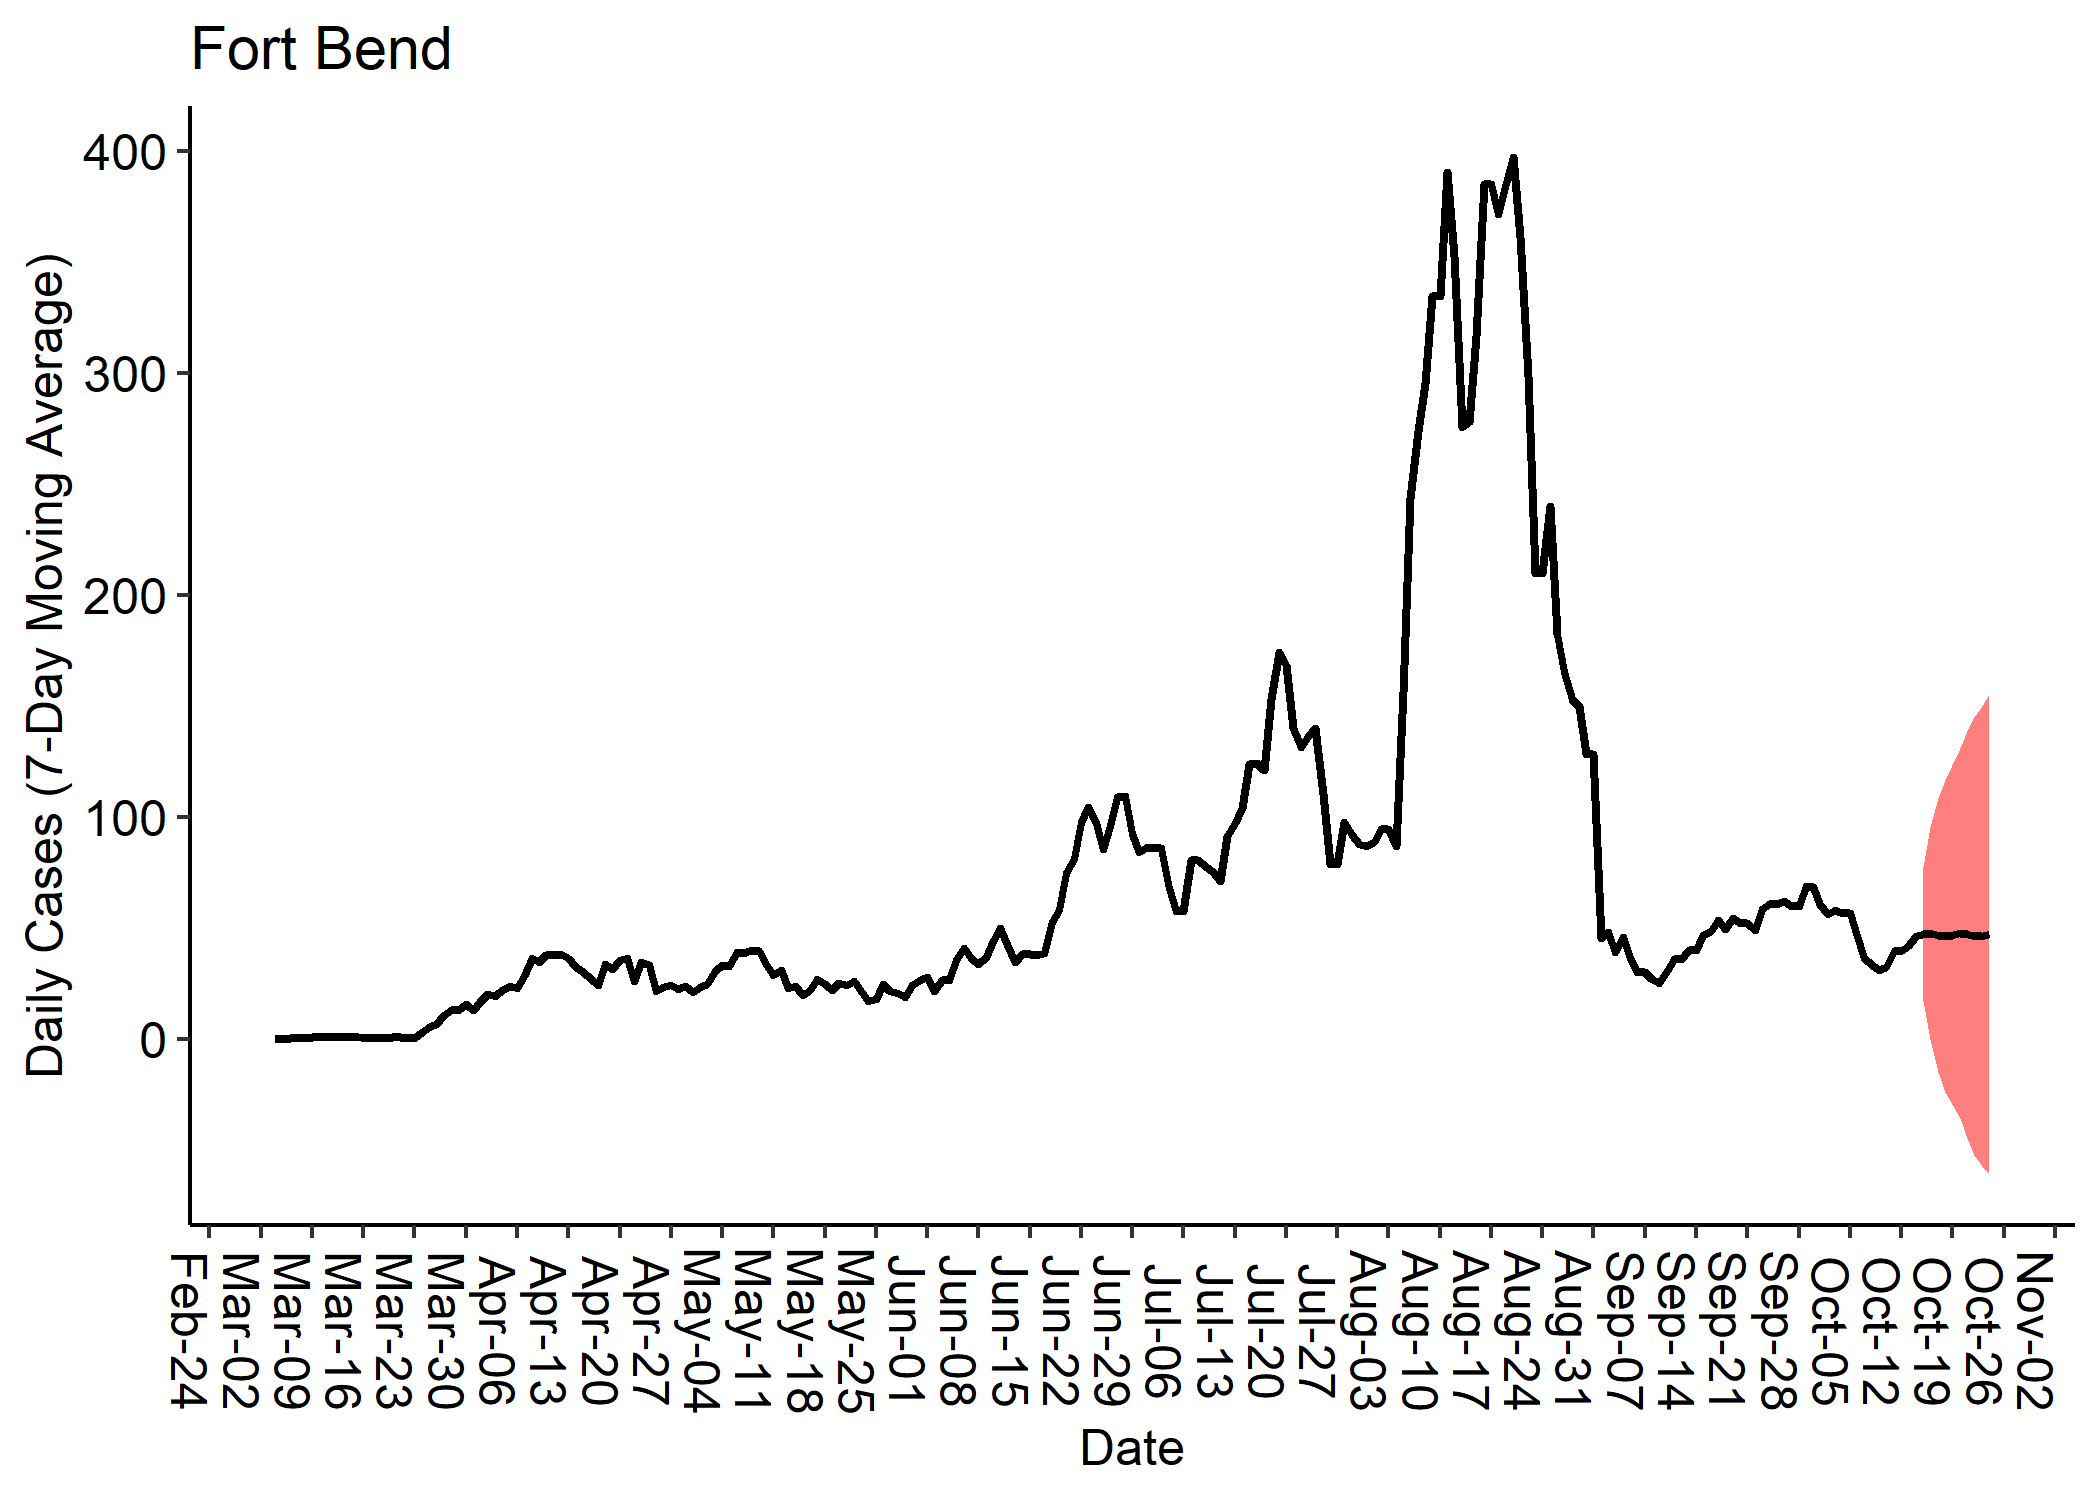 Fort Bend
Daily Cases (7-Day Moving Average)
400
300
200
100
0
Feb-24
Mar-02
Mar-09
Mar-16
Mar-23
Mar-30
Apr-06
Apr-13
Apr-20
Apr-27
May-04
May-11
May-18
May-25
Jun-01
Jun-08
Jun-15
Jun-22
Jun-29
Jul-06
Jul-13
Jul-20
Jul-27
Aug-03
Aug-10
Aug-17
Aug-24
Aug-31
Sep-07
Sep-14
Sep-21
Sep-28
Oct-05
Oct-12
Oct-19
Oct-26
Nov-02
Date